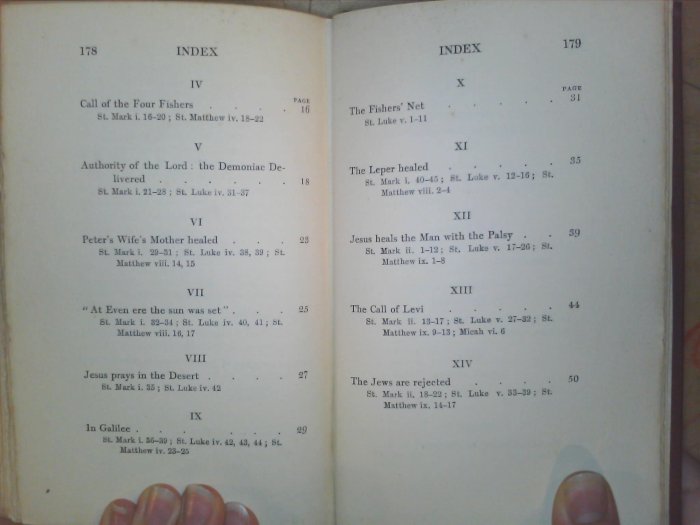 178 INDEX
IV
PAGE
Call of the Four Fishers . . . . 16
St. Mark i. 16-20 ; St. Matthew iv. 18-22
V
Authority of the Lord : the Demoniac De-
livered . . . . . . 18
St. Mark i. 21-28 ; St. Luke iv. 31-37
VI
Peter's Wife's Mother healed . . . 23
St. Mark i. 29-31 ; St. Luke iv. 38, 39 ; St.
Matthew viii. 14, 15
VII
"At Even ere the sun was set" . . . 25
St. Mark i. 32-34 ; St. Luke iv. 40, 41 ; St.
Matthew viii. 16, 17
VIII
Jesus prays in the Desert . . . . 27
St. Mark i. 35 ; St. Luke iv. 42
IX
In Galilee . . . . . . 29
St. Mark i. 36-39 ; St. Luke iv. 42, 43, 44 ; St.
Matthew iv. 23-25
INDEX 179
X
PAGE
The Fishers' Net . . . . . 31
St. Luke v. 1-11
XI
The Leper healed . . . . . 35
St. Mark i. 40-45 ; St. Luke v. 12-16 ; St.
Matthew viii. 2-4
XII
Jesus heals the Man with the Palsy . . 39
St. Mark ii. 1-12 ; St. Luke v. 17-26 ; St.
Matthew ix. 1-8
XIII
The Call of Levi . . . . . 44
St. Mark ii. 13-17 ; St. Luke v. 27-32 ; St.
Matthew ix. 9-13 ; Micah vi. 6
XIV
The Jews are rejected . . . . 50
St. Mark ii. 18-22 ; St. Luke v. 33-39 ; St.
Matthew ix. 14-17